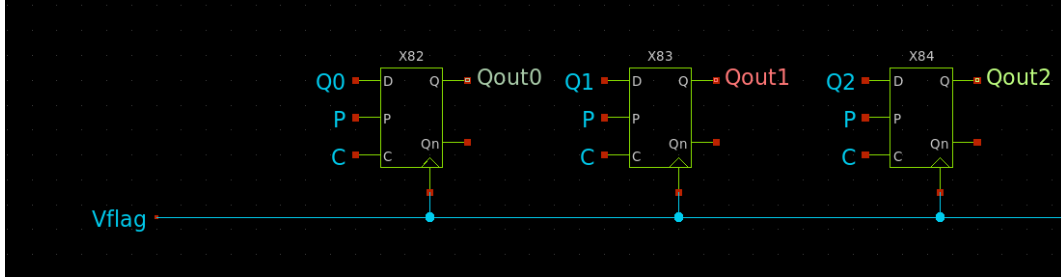 X82 X83 X84
Q0 D Q Qout0 Q1 D Q Qout1 Q2 D Q Qout2
P P P P P P
Qn Qn Qn
C C C C C C
Vflag